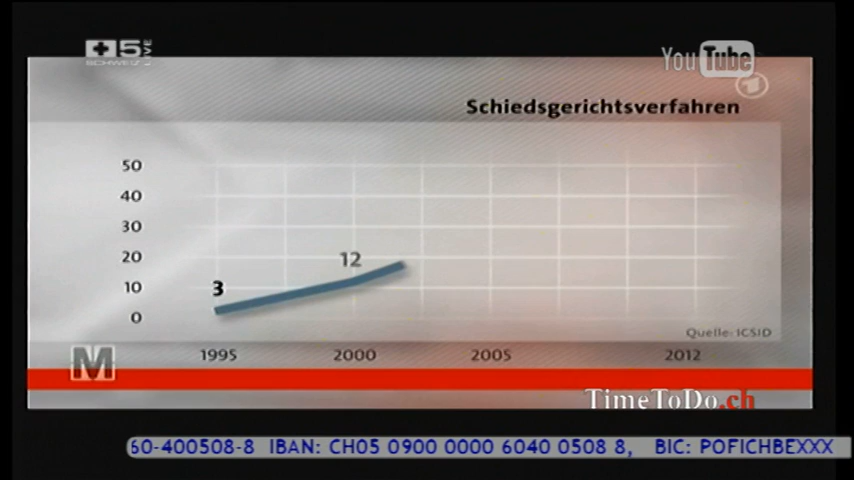 5 LIVE
SCHWEIZ
YouTube
1
Schiedsgerichtsverfahren
50
40
30
20
10
0
3
12
Quelle: ICSID
1995 2000 2005 2012
M
TimeToDo.ch
60-400508-8 IBAN: CH05 0900 0000 6040 0508 8, BIC: POFICHBEXXX